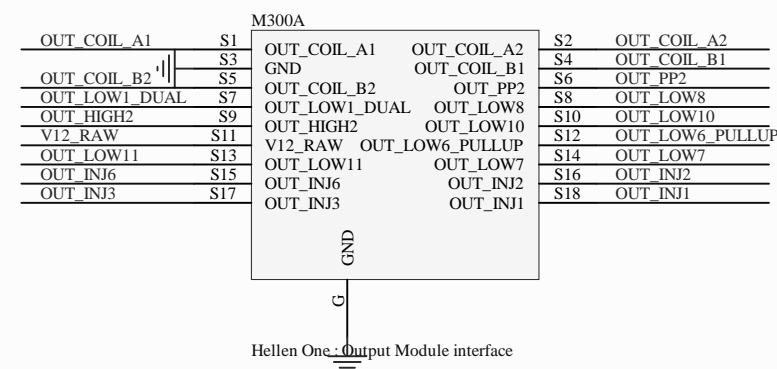 M300A
OUT_COIL_A1 S1 OUT_COIL_A1 OUT_COIL_A2 S2 OUT_COIL_A2
S3 GND OUT_COIL_B1 S4 OUT_COIL_B1
OUT_COIL_B2 S5 OUT_COIL_B2 OUT_PP2 S6 OUT_PP2
OUT_LOW1_DUAL S7 OUT_LOW1_DUAL OUT_LOW8 S8 OUT_LOW8
OUT_HIGH2 S9 OUT_HIGH2 OUT_LOW10 S10 OUT_LOW10
V12_RAW S11 V12_RAW OUT_LOW6_PULLUP S12 OUT_LOW6_PULLUP
OUT_LOW11 S13 OUT_LOW11 OUT_LOW7 S14 OUT_LOW7
OUT_INJ6 S15 OUT_INJ6 OUT_INJ2 S16 OUT_INJ2
OUT_INJ3 S17 OUT_INJ3 OUT_INJ1 S18 OUT_INJ1
GND
G
Hellen One : Output Module interface